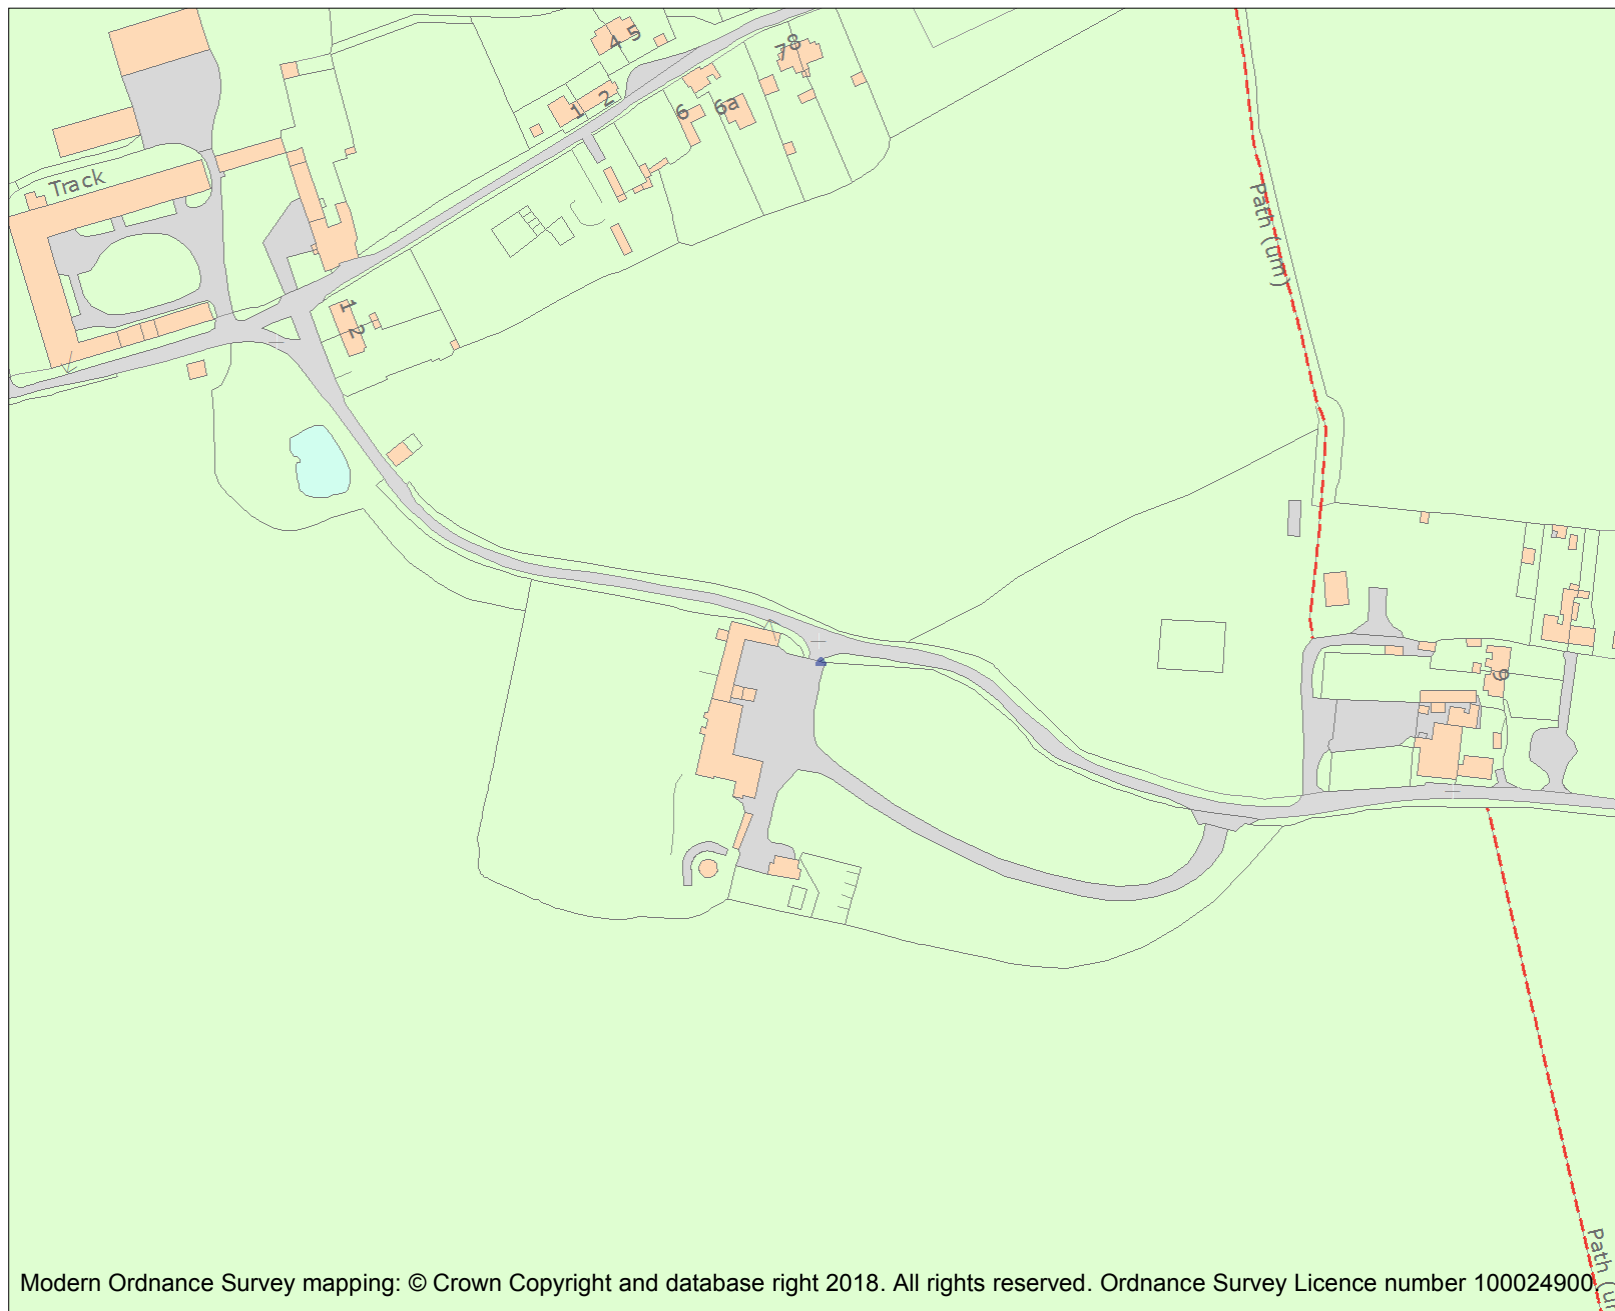 4 5
7 8
1 2
6
6a
Track
Path (um)
1
2
9
Path (u
Modern Ordnance Survey mapping: © Crown Copyright and database right 2018. All rights reserved. Ordnance Survey Licence number 100024900